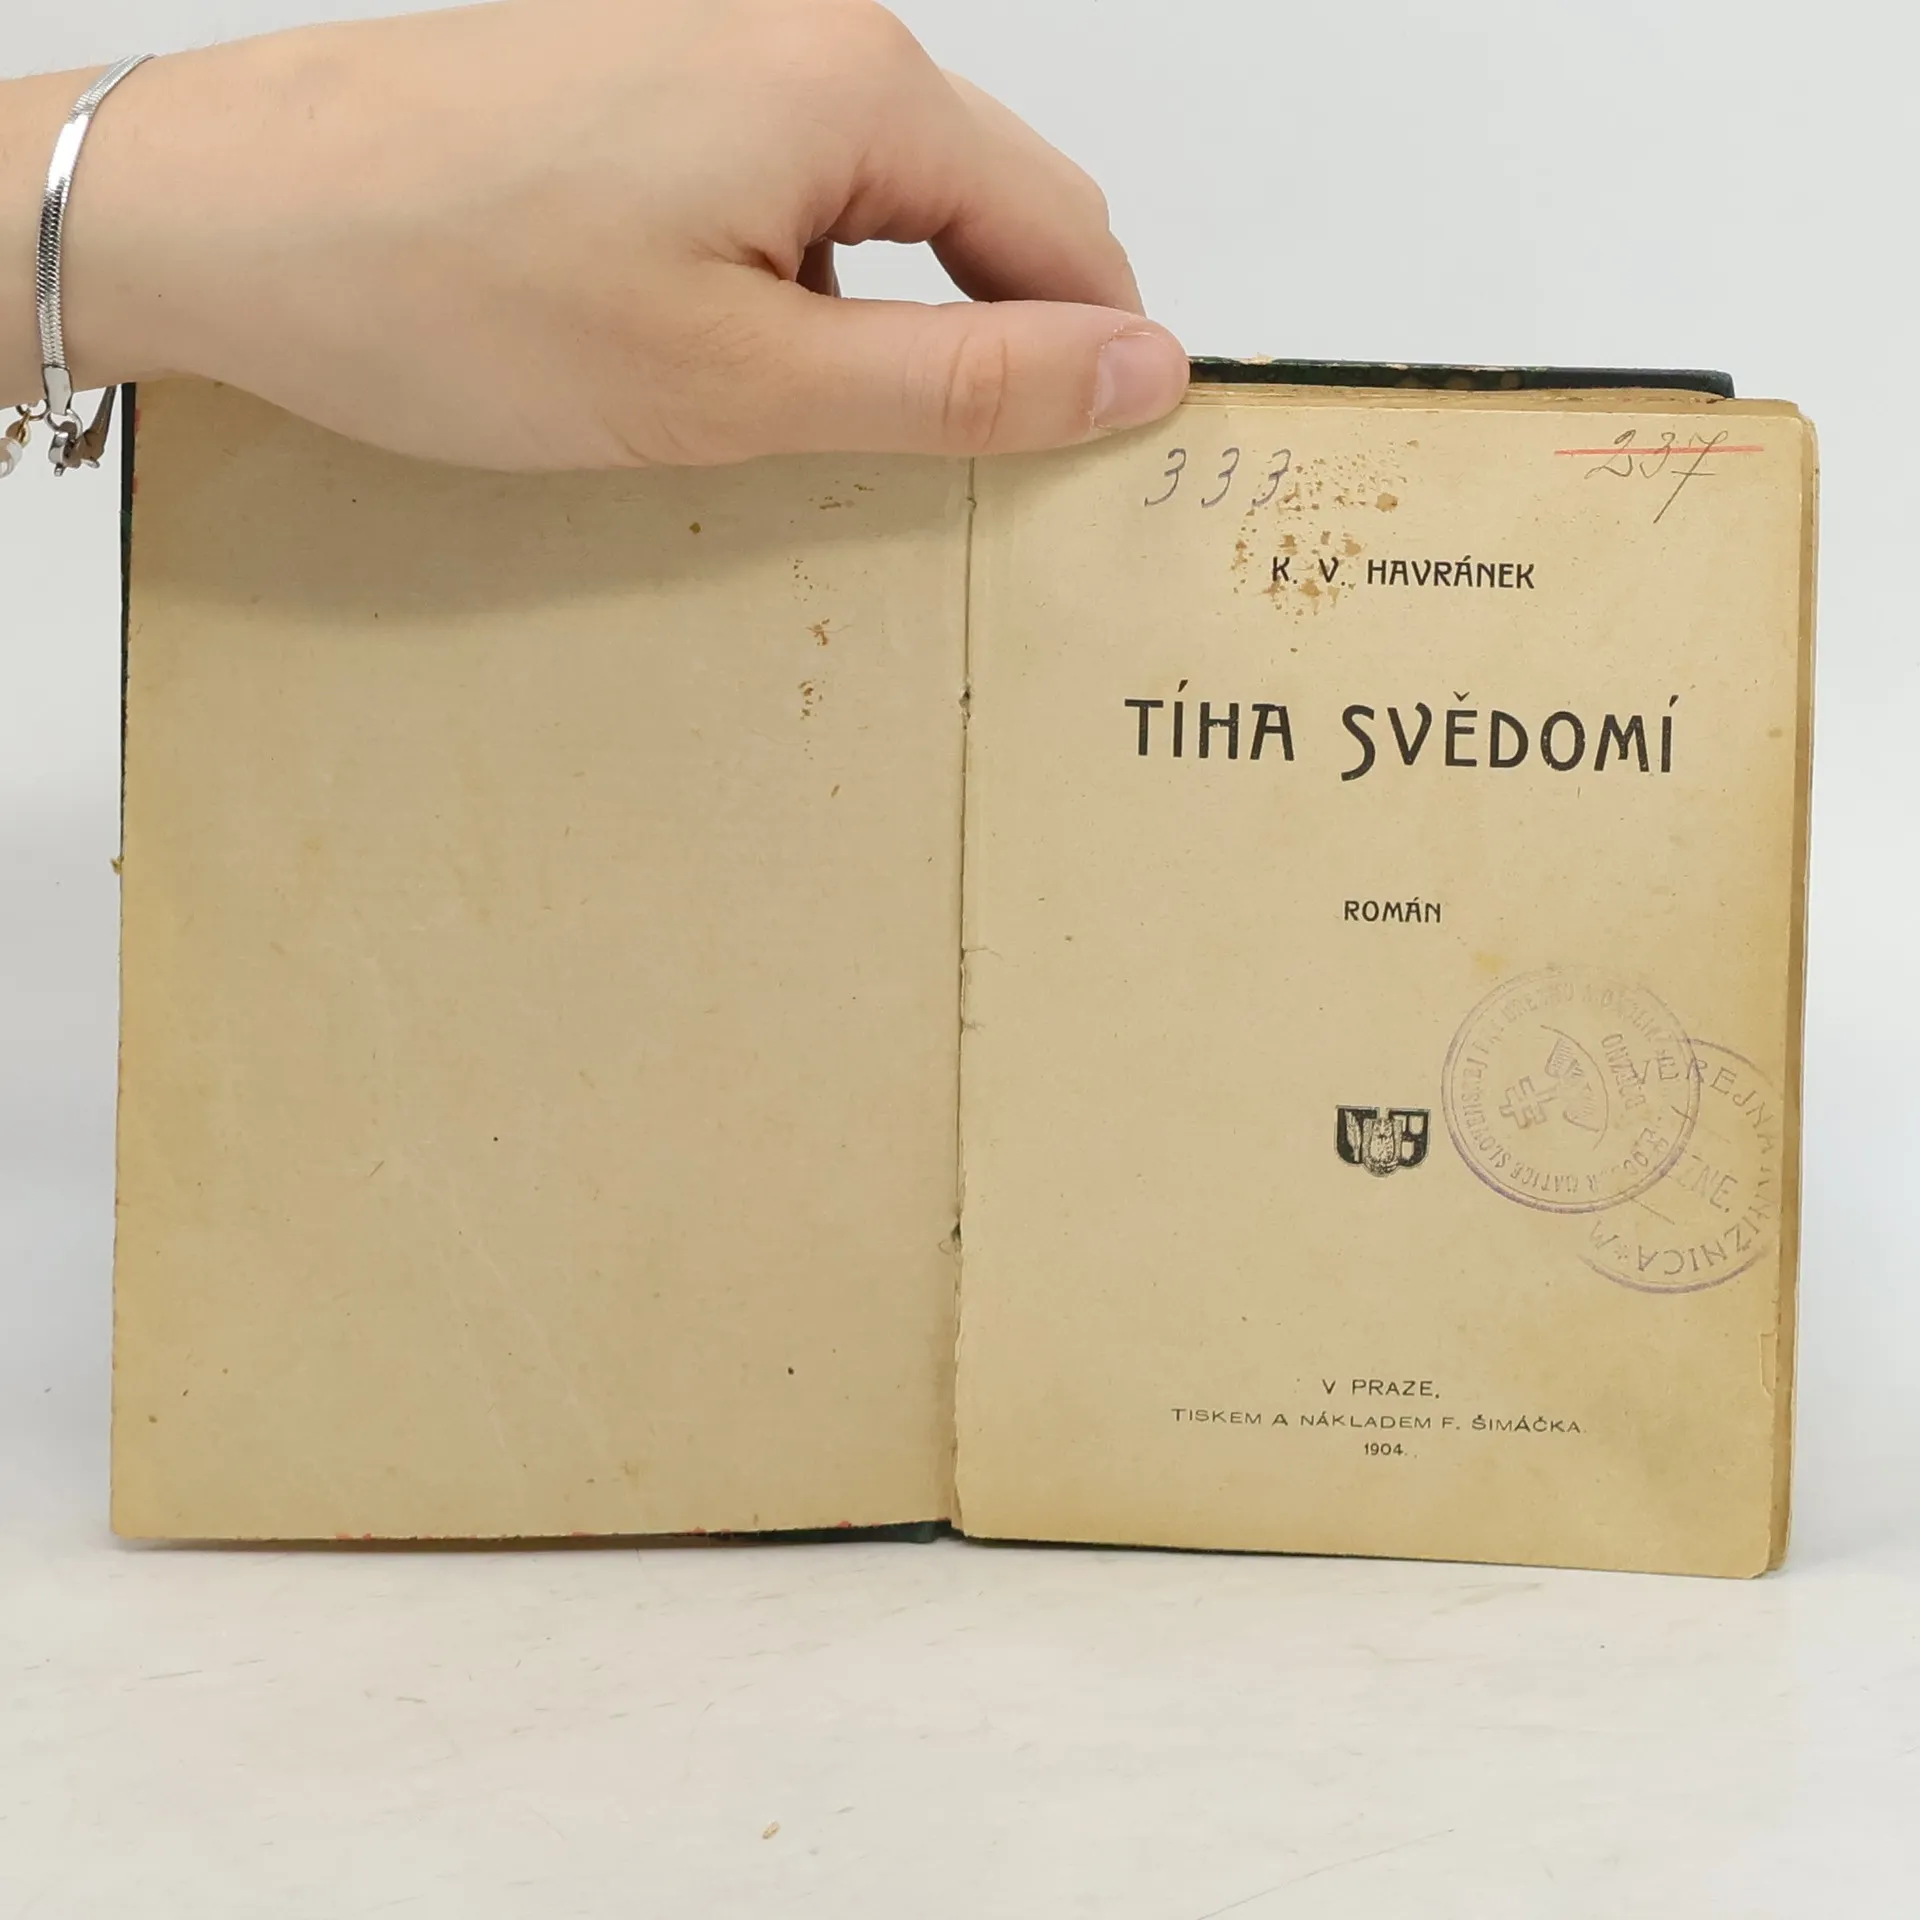 333 237
K. V. HAVRÁNEK
TÍHA SVĚDOMÍ
ROMÁN
V PRAZE,
TISKEM A NÁKLADEM F. ŠIMÁČKA.
1904.